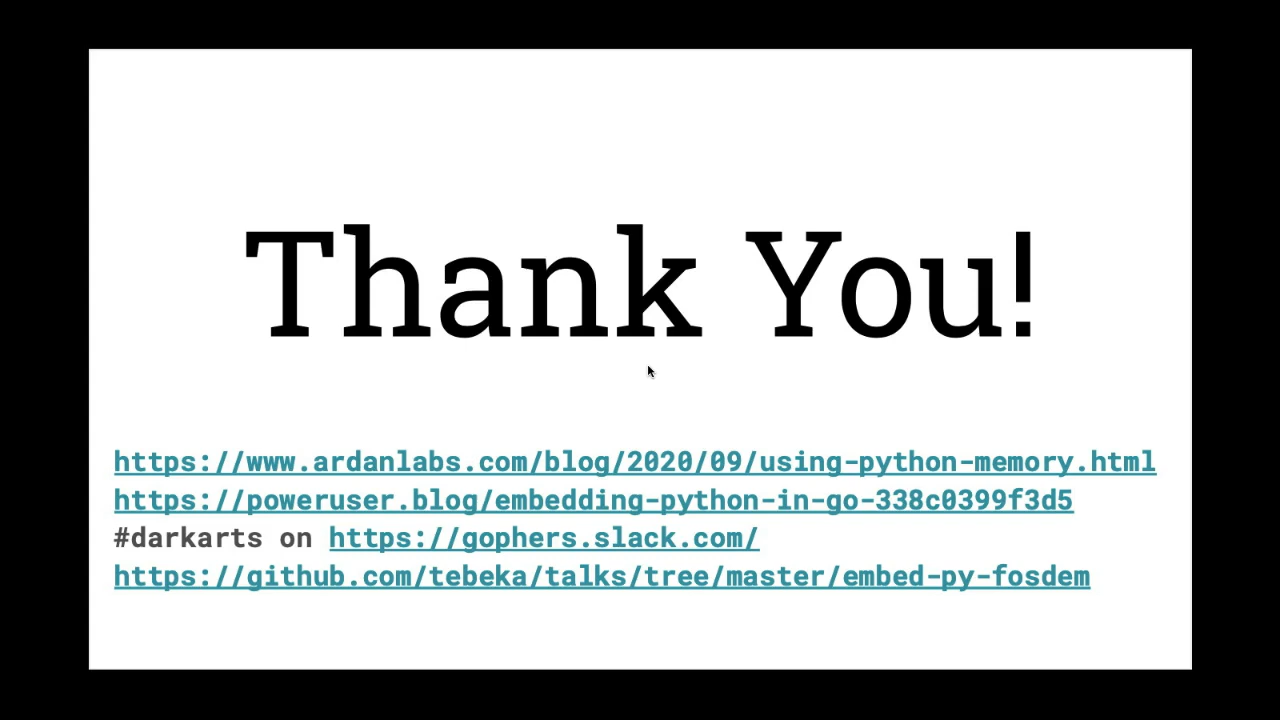 Thank You!
https://www.ardanlabs.com/blog/2020/09/using-python-memory.html
https://poweruser.blog/embedding-python-in-go-338c0399f3d5
#darkarts on https://gophers.slack.com/
https://github.com/tebeka/talks/tree/master/embed-py-fosdem